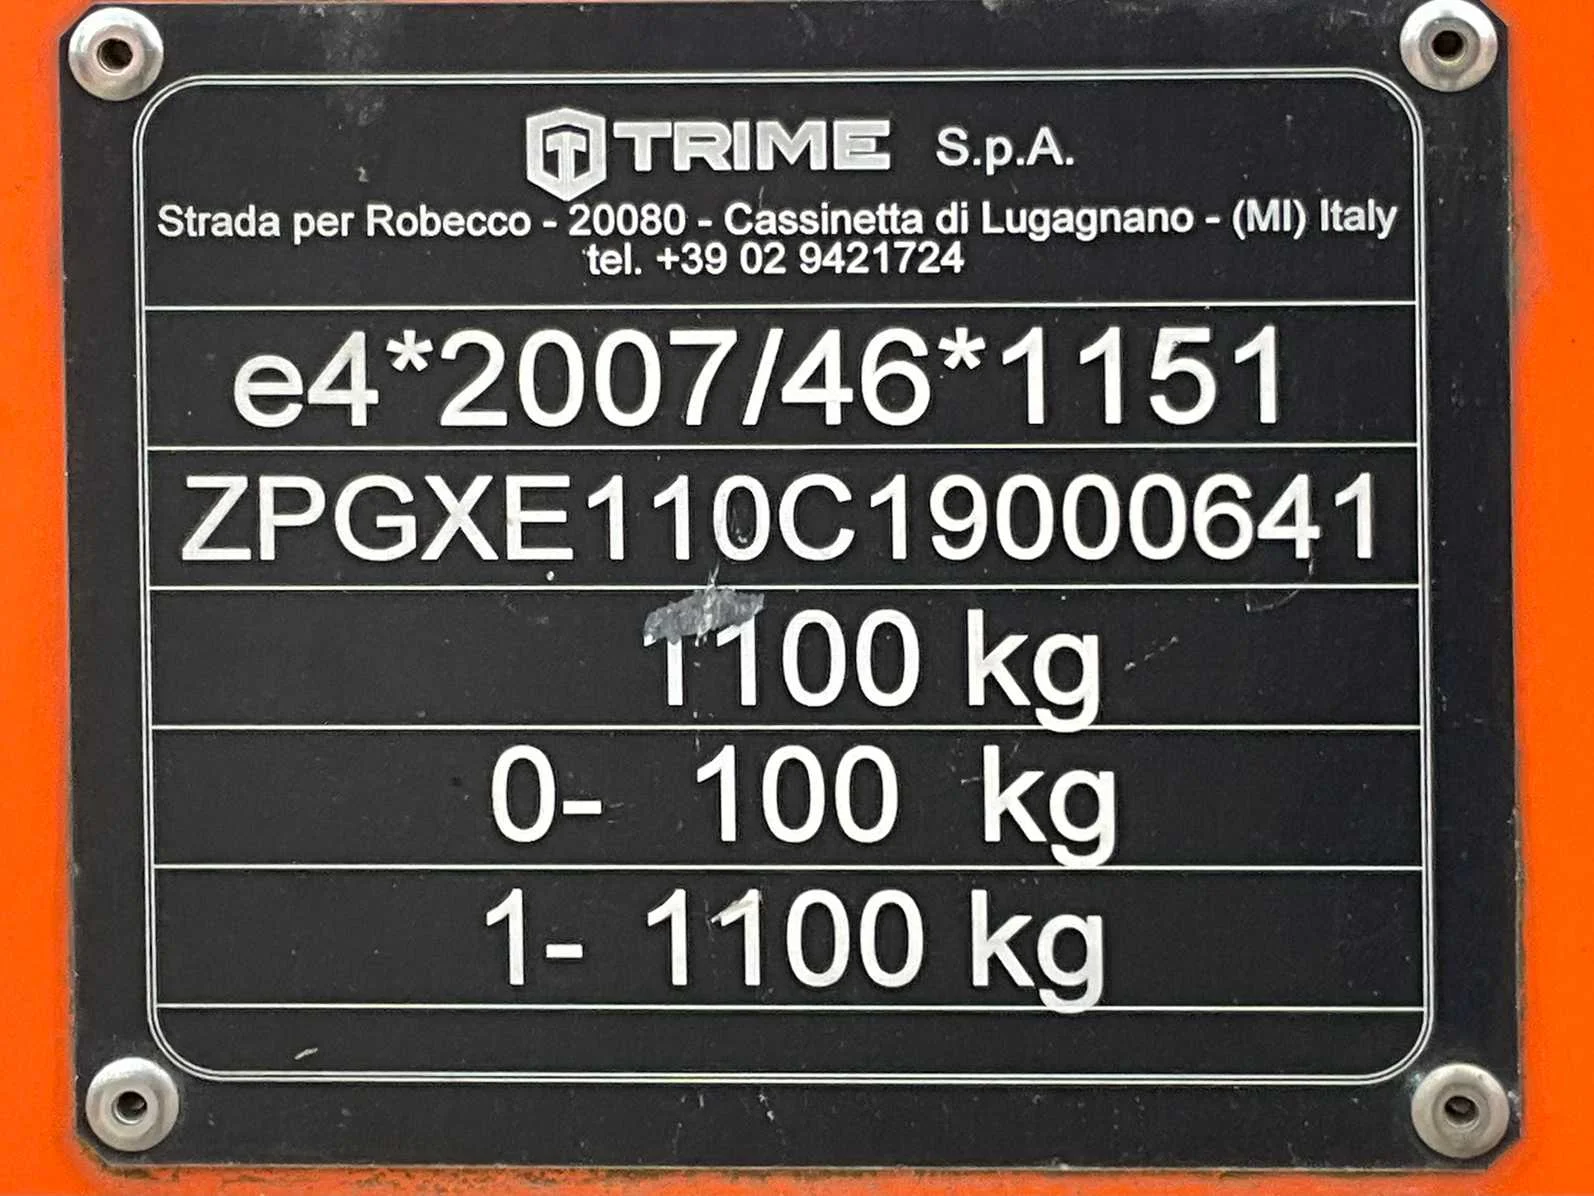 TRIME S.p.A.
Strada per Robecco - 20080 - Cassinetta di Lugagnano - (MI) Italy
tel. +39 02 9421724
e4*2007/46*1151
ZPGXE110C19000641
1100 kg
0- 100 kg
1- 1100 kg